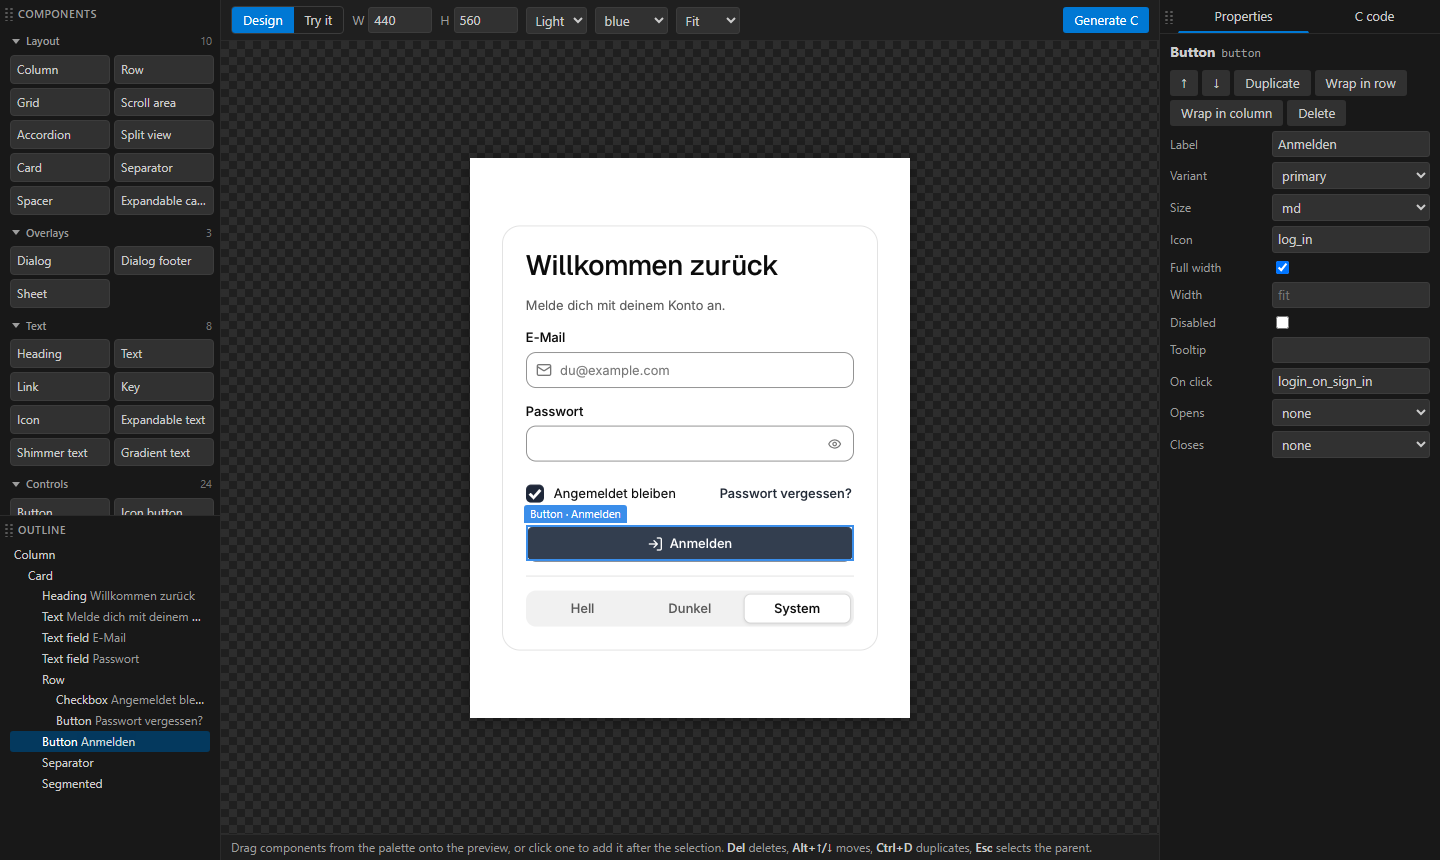 COMPONENTS
Layout 10
Column Row
Grid Scroll area
Accordion Split view
Card Separator
Spacer Expandable ca...
Overlays 3
Dialog Dialog footer
Sheet
Text 8
Heading Text
Link Key
Icon Expandable text
Shimmer text Gradient text
Controls 24
Button Icon button
OUTLINE
Column
Card
Heading Willkommen zurück
Text Melde dich mit deinem ...
Text field E-Mail
Text field Passwort
Row
Checkbox Angemeldet ble...
Button Passwort vergessen?
Button Anmelden
Separator
Segmented
Design Try it W 440 H 560 Light blue Fit Generate C
Willkommen zurück
Melde dich mit deinem Konto an.
E-Mail
du@example.com
Passwort
Angemeldet bleiben Passwort vergessen?
Button · Anmelden
Anmelden
Hell Dunkel System
Drag components from the palette onto the preview, or click one to add it after the selection. Del deletes, Alt+↑/↓ moves, Ctrl+D duplicates, Esc selects the parent.
Properties C code
Button button
↑ ↓ Duplicate Wrap in row
Wrap in column Delete
Label Anmelden
Variant primary
Size md
Icon log_in
Full width
Width fit
Disabled
Tooltip
On click login_on_sign_in
Opens none
Closes none